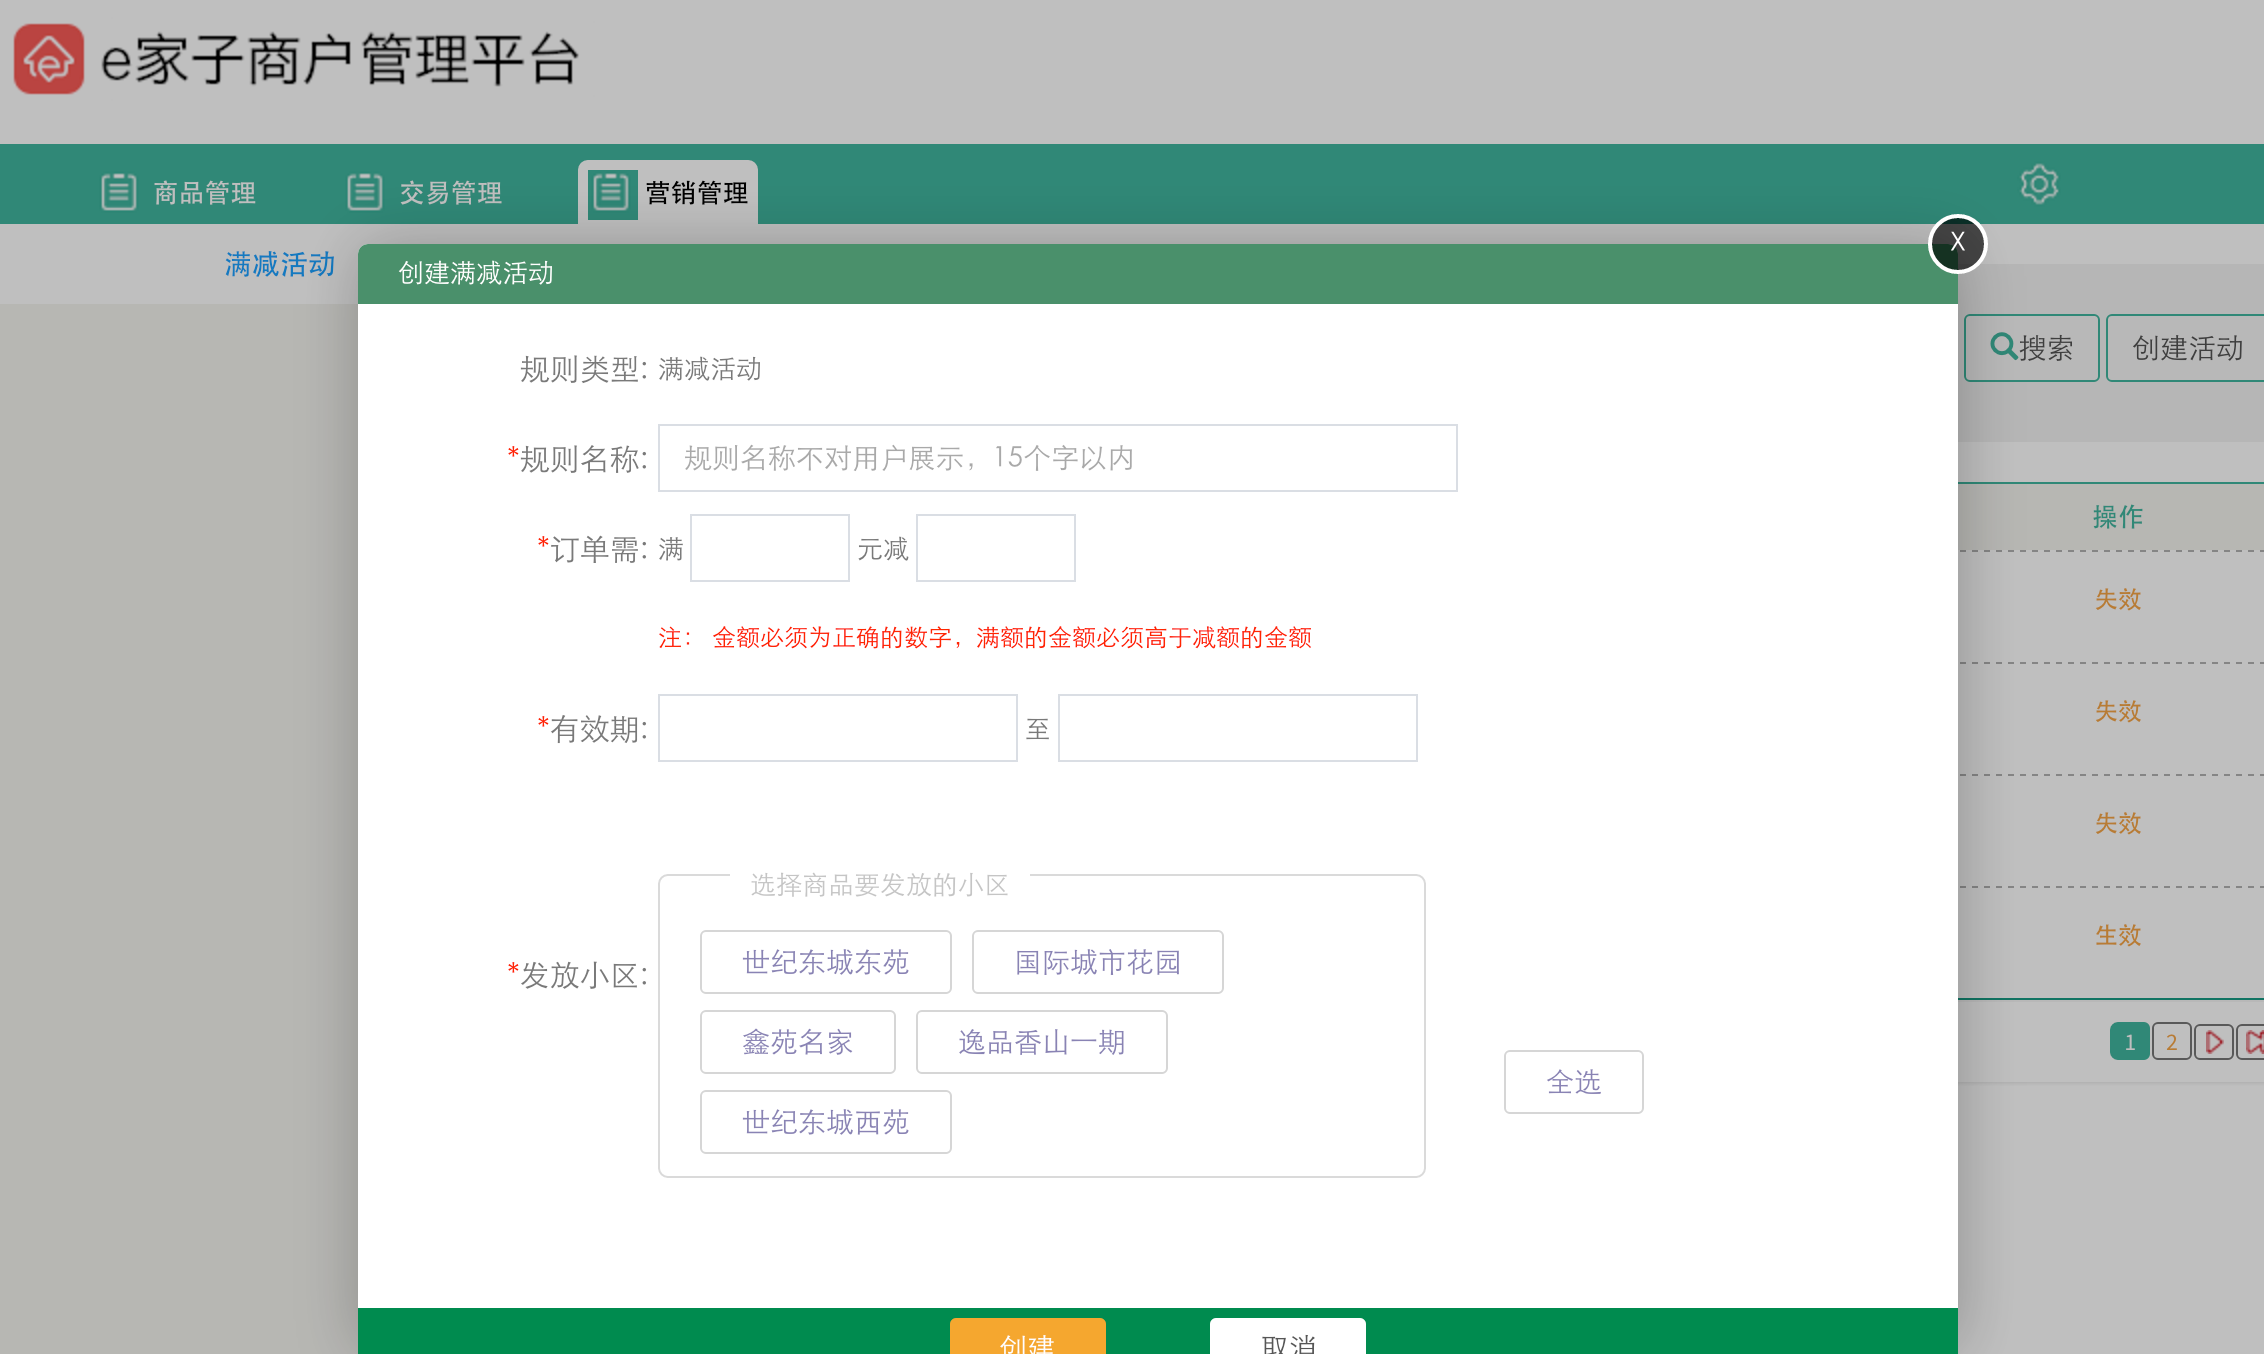 e家子商户管理平台
商品管理 交易管理 营销管理
满减活动
创建满减活动
X
搜索 创建活动
规则类型: 满减活动
*规则名称: 规则名称不对用户展示，15个字以内
*订单需: 满 元减
注： 金额必须为正确的数字，满额的金额必须高于减额的金额
*有效期: 至
操作
失效
失效
失效
生效
选择商品要发放的小区
*发放小区:
世纪东城东苑 国际城市花园
鑫苑名家 逸品香山一期
世纪东城西苑
全选
1 2
创建 取消